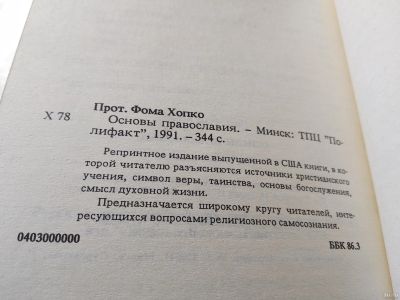 Прот. Фома Хопко
Х 78
Основы православия. – Минск: ТПЦ "По-
лифакт", 1991. – 344 с.
Репринтное издание выпущенной в США книги, в ко-
торой читателю разъясняются источники христианского
учения, символ веры, таинства, основы богослужения,
смысл духовной жизни.
Предназначается широкому кругу читателей, инте-
ресующихся вопросами религиозного самосознания.
0403000000
ББК 86.3